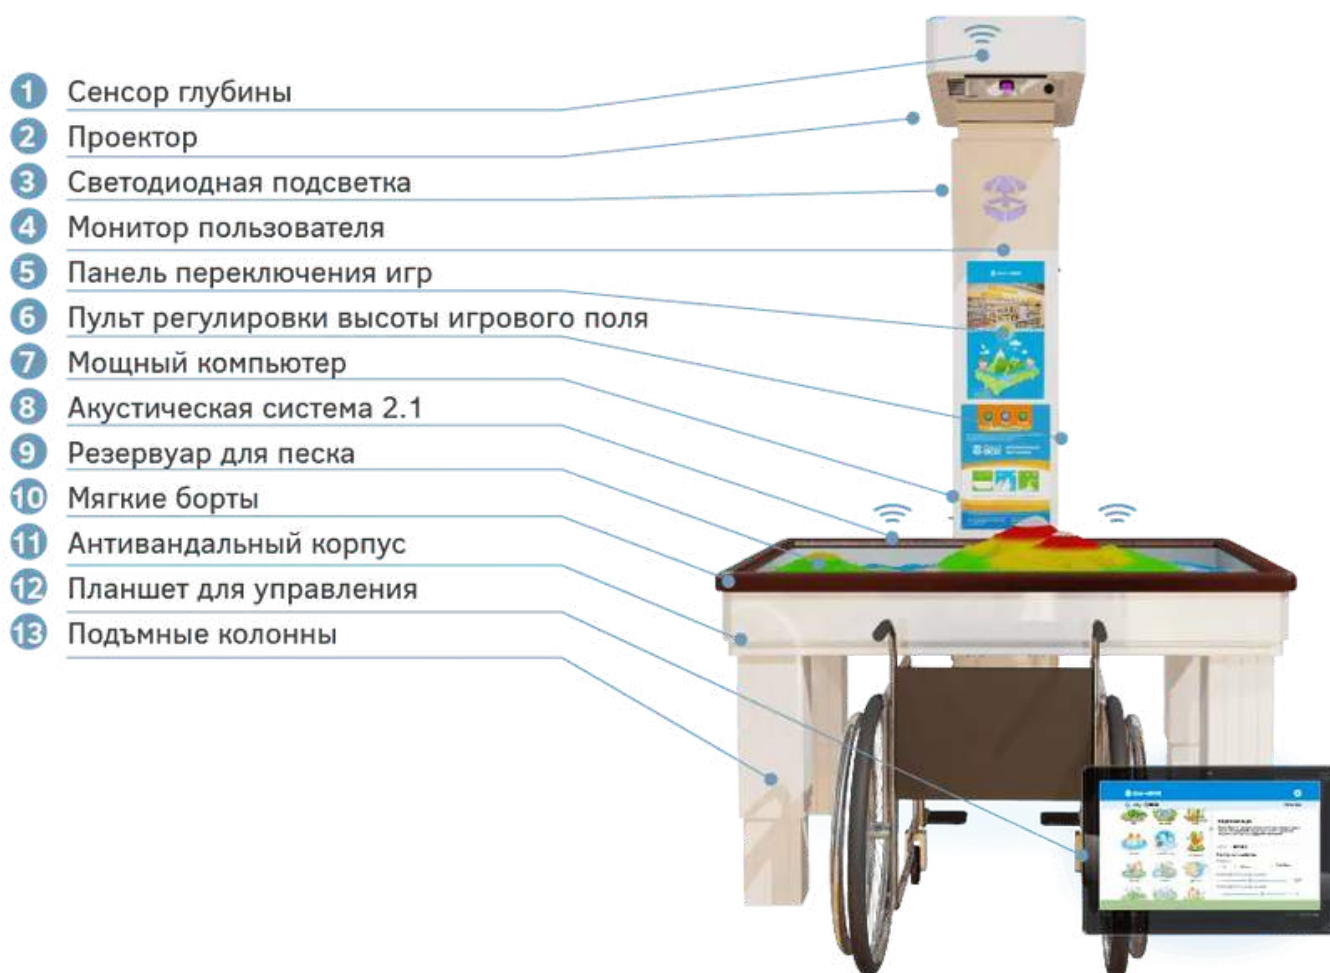 1 Сенсор глубины
2 Проектор
3 Светодиодная подсветка
4 Монитор пользователя
5 Панель переключения игр
6 Пульт регулировки высоты игрового поля
7 Мощный компьютер
8 Акустическая система 2.1
9 Резервуар для песка
10 Мягкие борты
11 Антивандальный корпус
12 Планшет для управления
13 Подъмные колонны